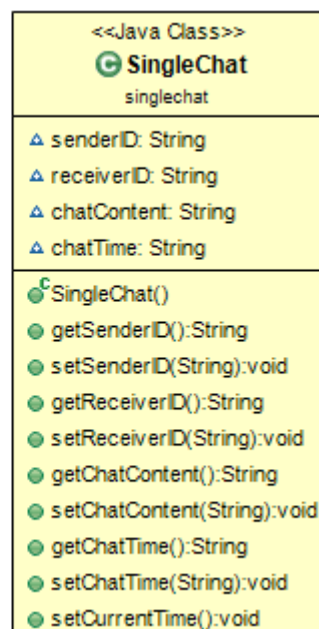 <<Java Class>>
SingleChat
singlechat
senderID: String
receiverID: String
chatContent: String
chatTime: String
SingleChat()
getSenderID():String
setSenderID(String):void
getReceiverID():String
setReceiverID(String):void
getChatContent():String
setChatContent(String):void
getChatTime():String
setChatTime(String):void
setCurrentTime():void